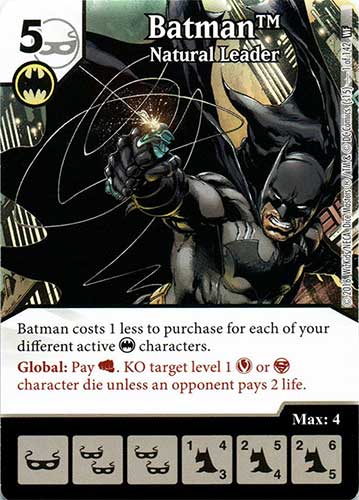 5
Batman™
Natural Leader
Batman costs 1 less to purchase for each of your
different active characters.
Global: Pay . KO target level 1 or
character die unless an opponent pays 2 life.
Max: 4
1 4 3
2 5 4
2 6 5